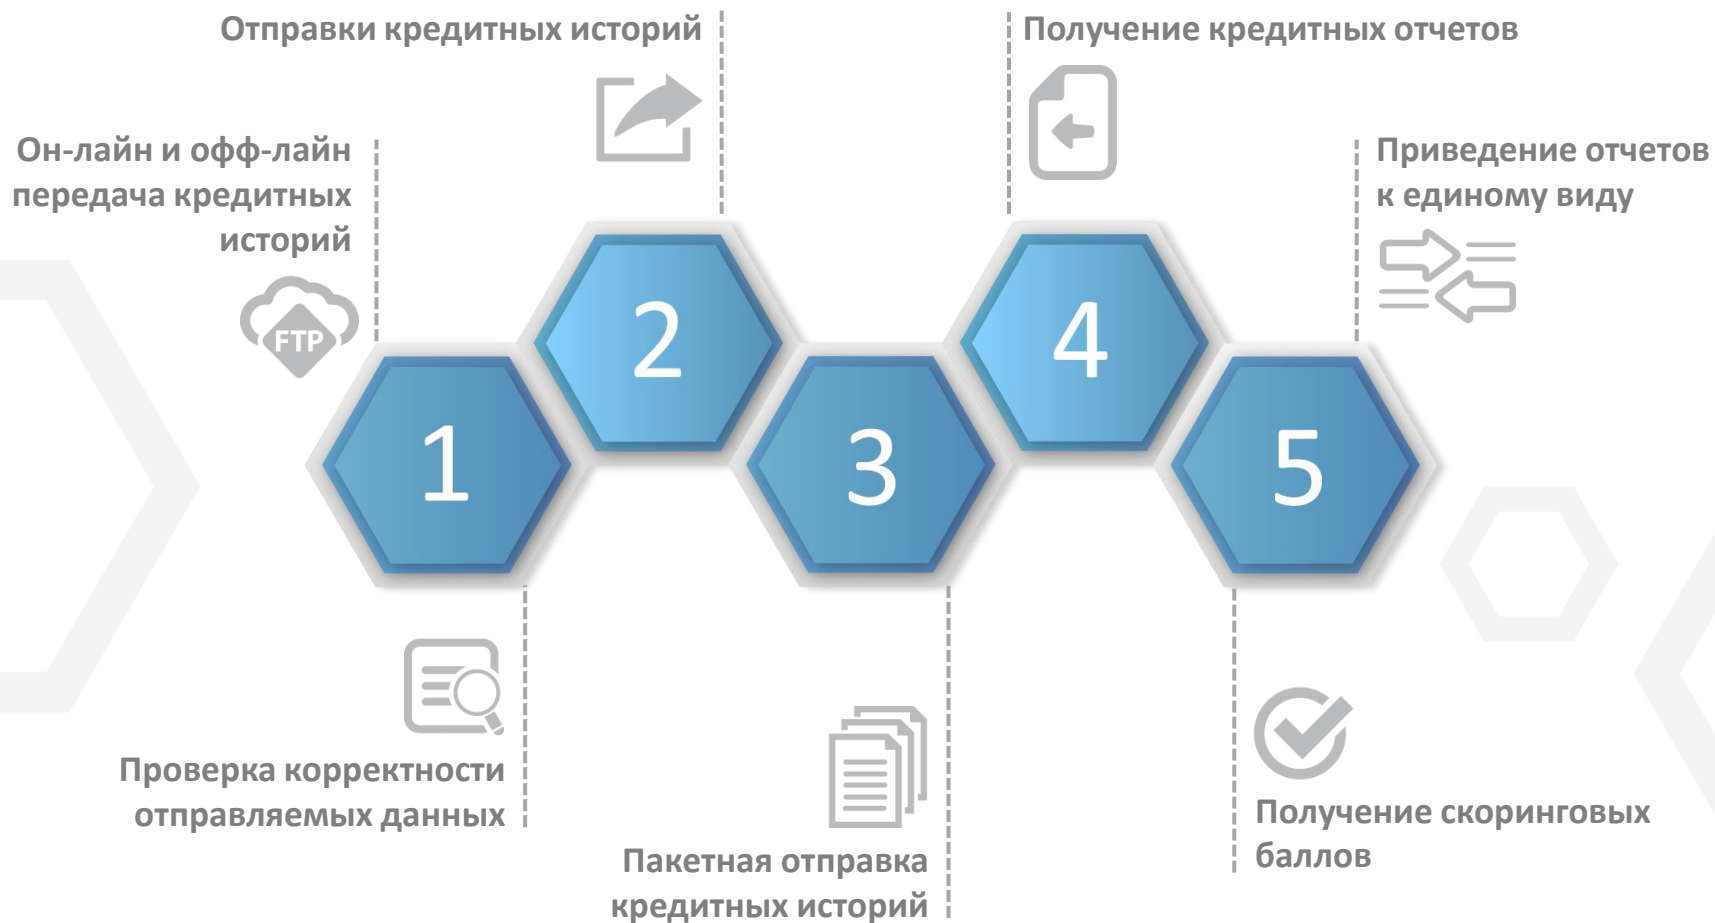 Отправки кредитных историй
Получение кредитных отчетов
Он-лайн и офф-лайн
передача кредитных
историй
Приведение отчетов
к единому виду
FTP
1
2
3
4
5
Проверка корректности
отправляемых данных
Пакетная отправка
кредитных историй
Получение скоринговых
баллов